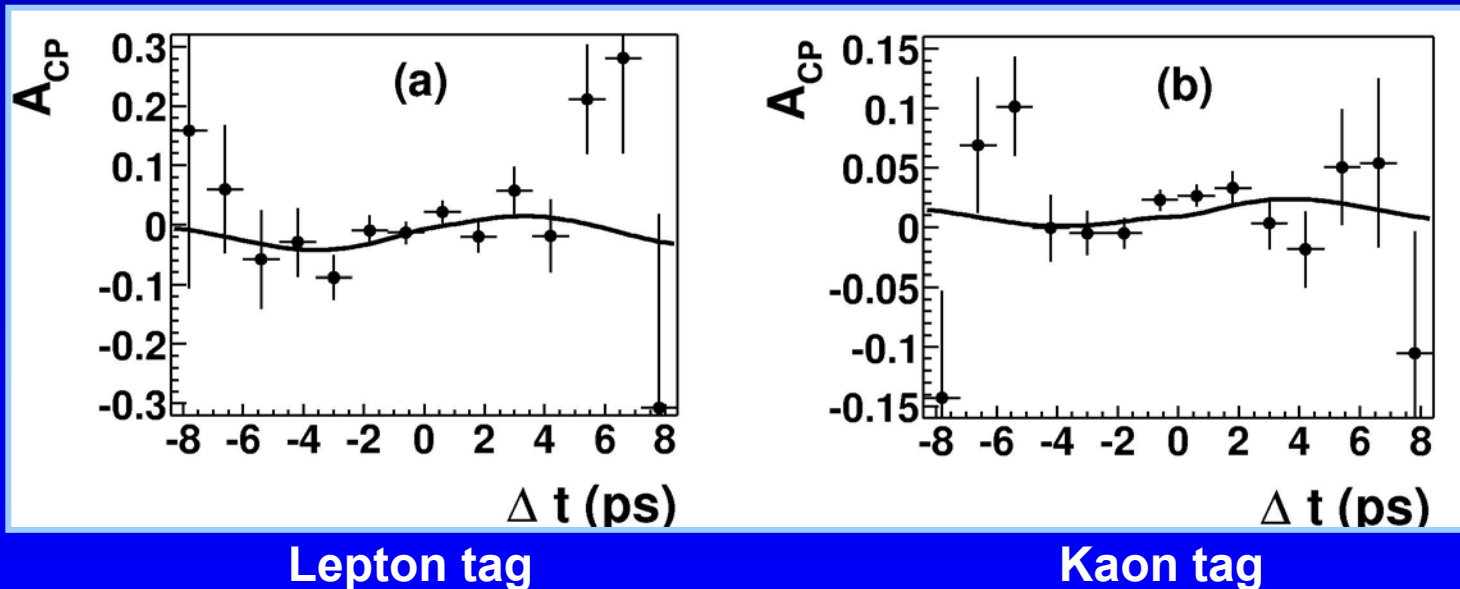 A_CP
0.3
0.2
0.1
0
-0.1
-0.2
-0.3
(a)
-8 -6 -4 -2 0 2 4 6 8
Δ t (ps)
A_CP
0.15
0.1
0.05
0
-0.05
-0.1
-0.15
(b)
-8 -6 -4 -2 0 2 4 6 8
Δ t (ps)
Lepton tag
Kaon tag